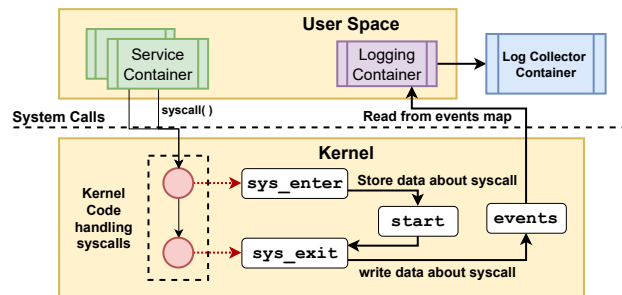 User Space
Service
Container
Logging
Container
Log Collector
Container
syscall( )
System Calls
Read from events map
Kernel
Kernel
Code
handling
syscalls
sys_enter
Store data about syscall
start
events
sys_exit
write data about syscall